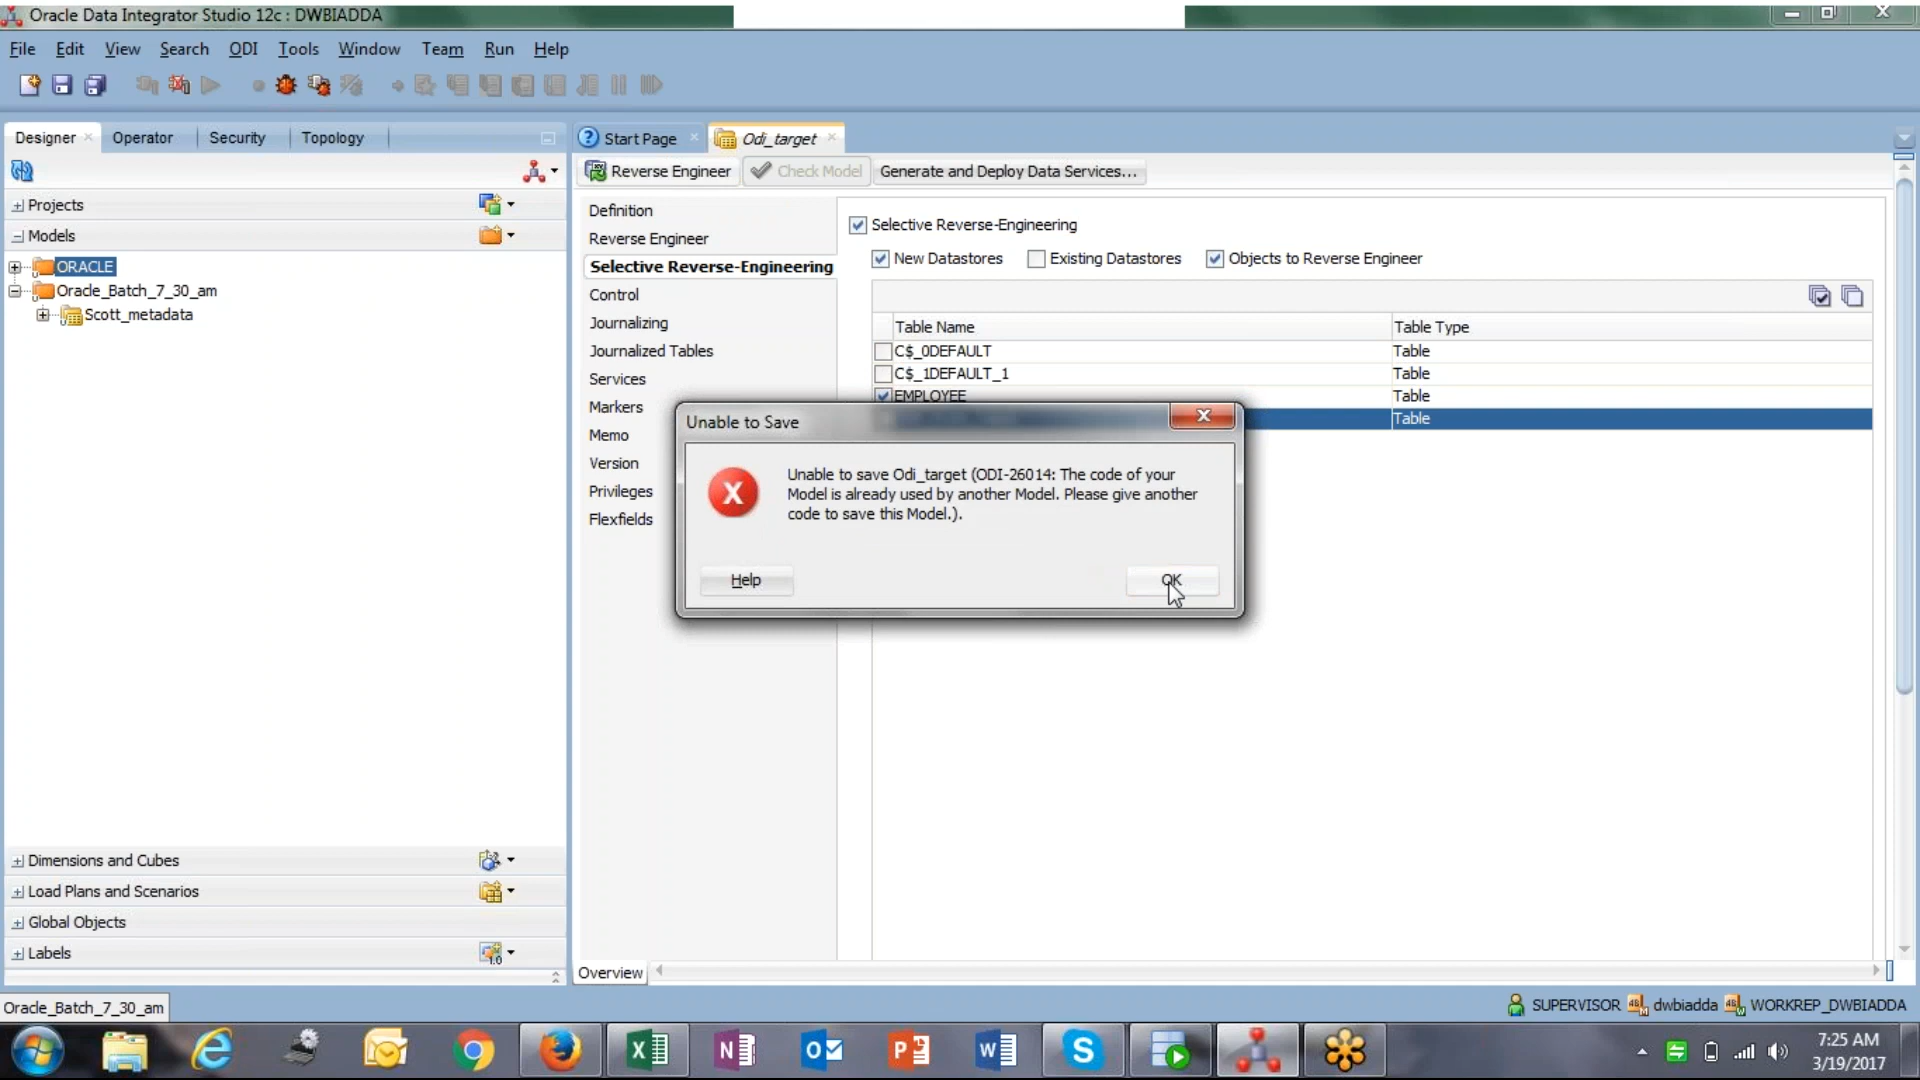 Oracle Data Integrator Studio 12c : DWBIADDA
File Edit View Search ODI Tools Window Team Run Help
Designer Operator Security Topology
Start Page Odi_target
Reverse Engineer Check Model Generate and Deploy Data Services...
Projects
Models
ORACLE
Oracle_Batch_7_30_am
Scott_metadata
Dimensions and Cubes
Load Plans and Scenarios
Global Objects
Labels
Definition
Reverse Engineer
Selective Reverse-Engineering
Control
Journalizing
Journalized Tables
Services
Markers
Memo
Version
Privileges
Flexfields
Selective Reverse-Engineering
New Datastores Existing Datastores Objects to Reverse Engineer
Table Name Table Type
C$_0DEFAULT Table
C$_1DEFAULT_1 Table
EMPLOYEE Table
Table
Unable to Save
Unable to save Odi_target (ODI-26014: The code of your
Model is already used by another Model. Please give another
code to save this Model.).
Help OK
Overview
Oracle_Batch_7_30_am
SUPERVISOR dwbiadda WORKREP_DWBIADDA
7:25 AM
3/19/2017